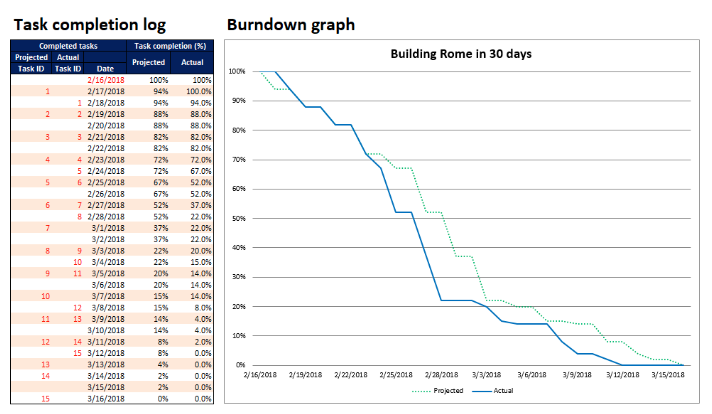 Task completion log
Completed tasks Task completion (%)
Projected Actual
Task ID Task ID Date Projected Actual
2/16/2018 100% 100%
1 2/17/2018 94% 100.0%
1 2/18/2018 94% 94.0%
2 2 2/19/2018 88% 88.0%
2/20/2018 88% 88.0%
3 3 2/21/2018 82% 82.0%
2/22/2018 82% 82.0%
4 4 2/23/2018 72% 72.0%
5 2/24/2018 72% 67.0%
5 6 2/25/2018 67% 52.0%
2/26/2018 67% 52.0%
6 7 2/27/2018 52% 37.0%
8 2/28/2018 52% 22.0%
7 3/1/2018 37% 22.0%
3/2/2018 37% 22.0%
8 9 3/3/2018 22% 20.0%
10 3/4/2018 22% 15.0%
9 11 3/5/2018 20% 14.0%
3/6/2018 20% 14.0%
10 3/7/2018 15% 14.0%
12 3/8/2018 15% 8.0%
11 13 3/9/2018 14% 4.0%
3/10/2018 14% 4.0%
12 14 3/11/2018 8% 2.0%
15 3/12/2018 8% 0.0%
13 3/13/2018 4% 0.0%
14 3/14/2018 2% 0.0%
3/15/2018 2% 0.0%
15 3/16/2018 0% 0.0%
Burndown graph
Building Rome in 30 days
100%
90%
80%
70%
60%
50%
40%
30%
20%
10%
0%
2/16/2018 2/19/2018 2/22/2018 2/25/2018 2/28/2018 3/3/2018 3/6/2018 3/9/2018 3/12/2018 3/15/2018
Projected Actual